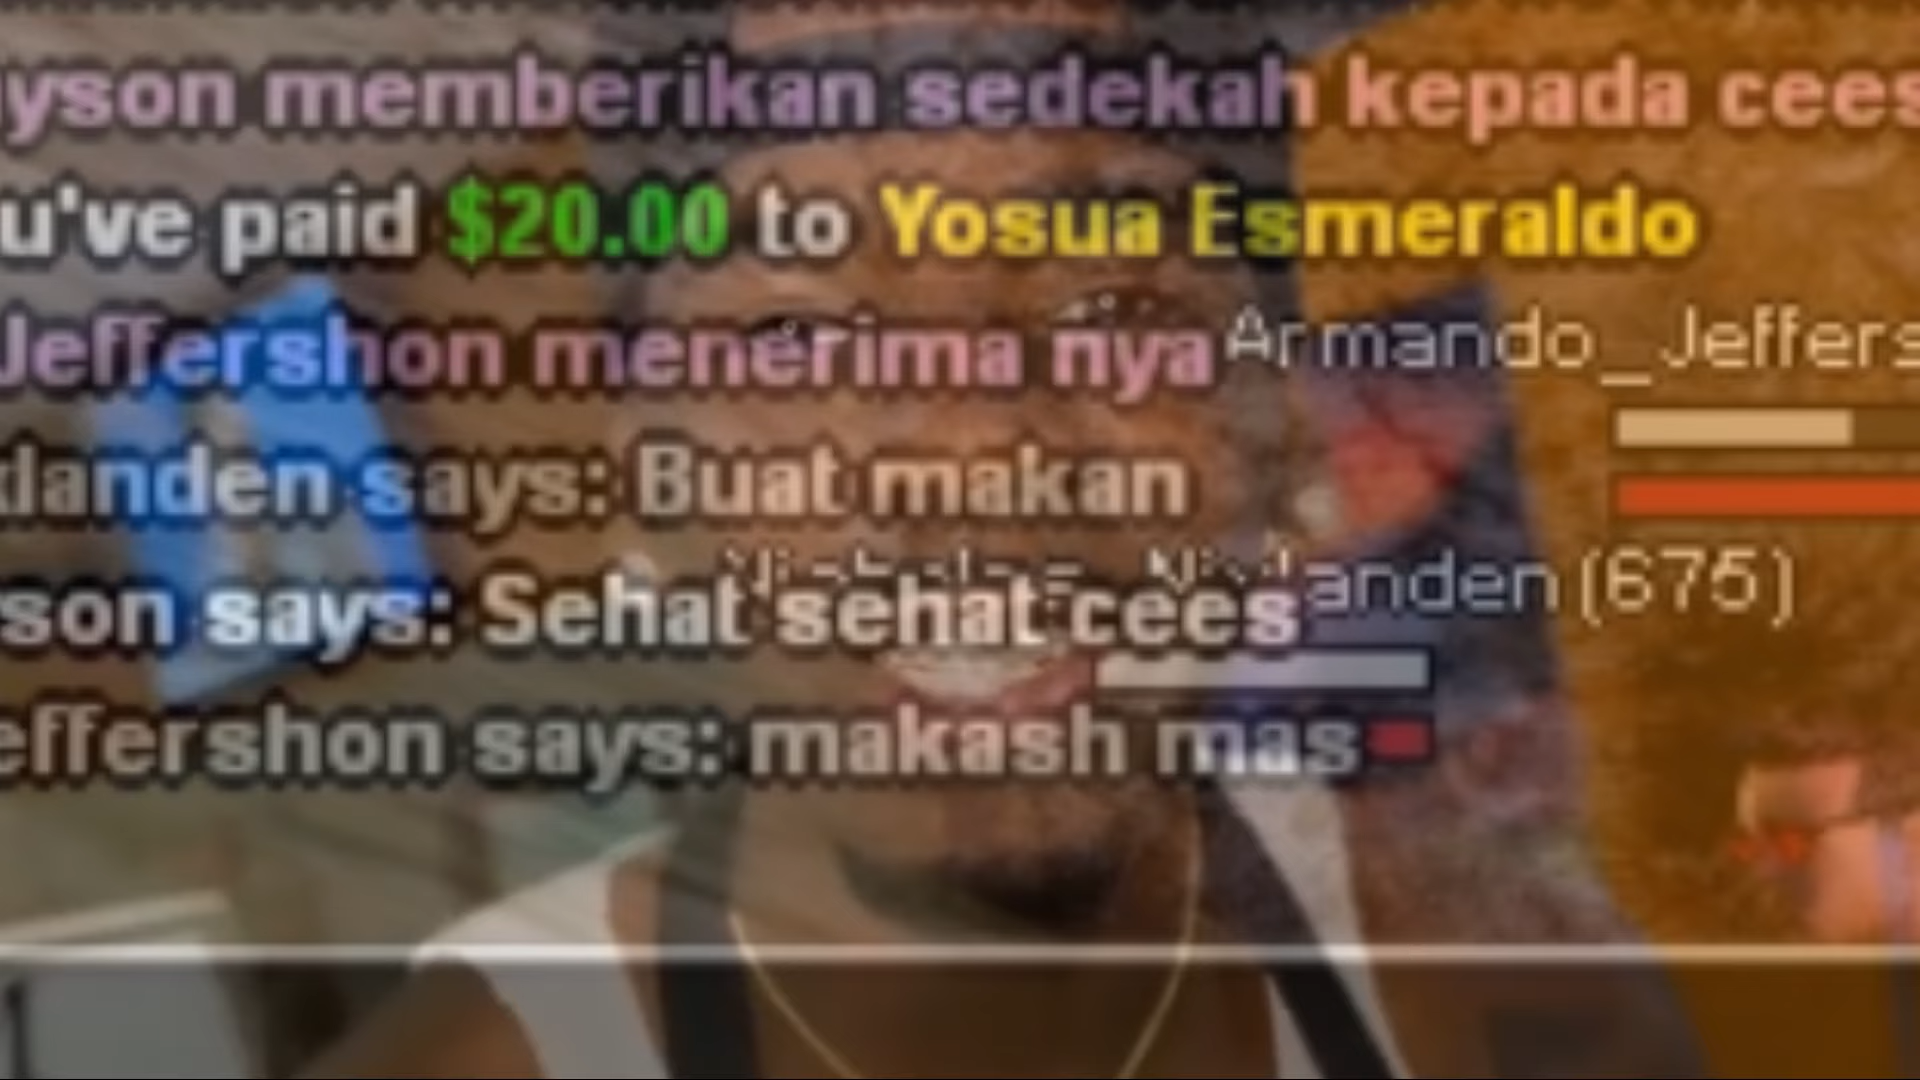 yson memberikan sedekah kepada cees
u've paid $20.00 to Yosua Esmeraldo
Jeffershon menerima nya
Armando_Jeffers
landen says: Buat makan
anden (675)
son says: Sehat sehat cees
effershon says: makash mas